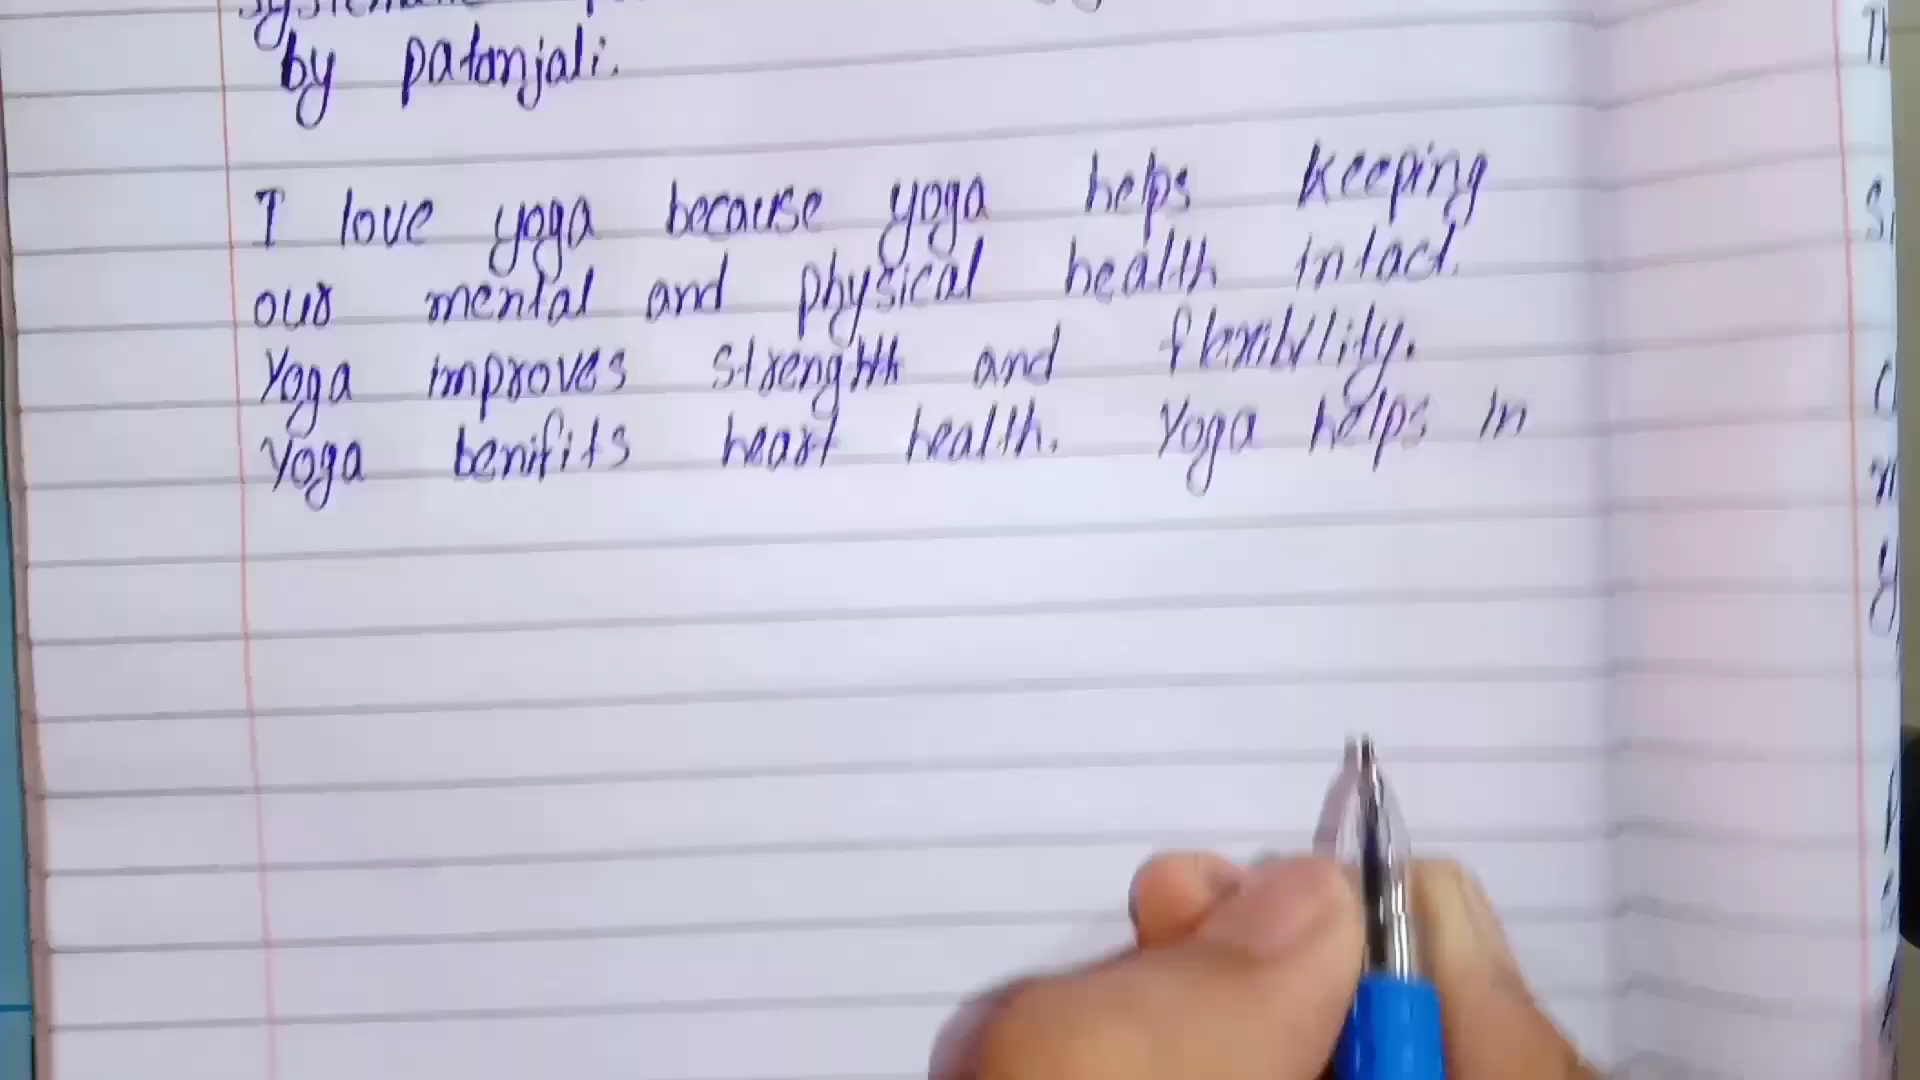 by patanjali.
I love yoga because yoga helps keeping
our mental and physical health intact.
Yoga improves strenghth and flexibility.
Yoga benifits heart health. Yoga helps in